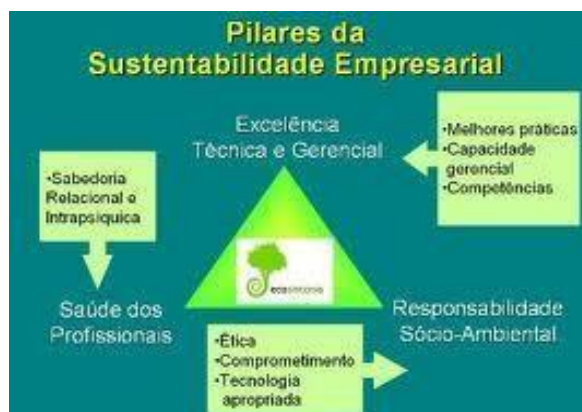 Pilares da
Sustentabilidade Empresarial
Excelência
Técnica e Gerencial
•Melhores práticas
•Capacidade
gerencial
•Competências
•Sabedoria
Relacional e
Intrapsíquica
ecosintonia
Saúde dos
Profissionais
Responsabilidade
Sócio-Ambiental
•Ética
•Comprometimento
•Tecnologia
apropriada